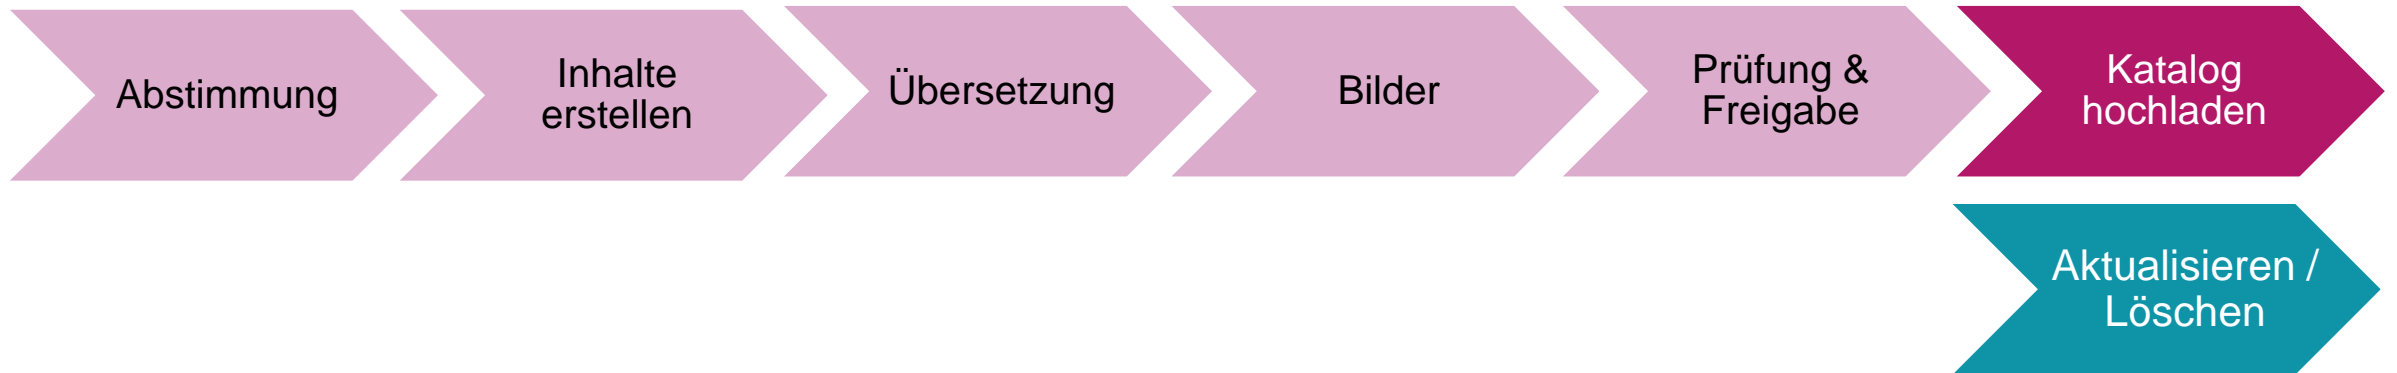 Abstimmung
Inhalte
erstellen
Übersetzung
Bilder
Prüfung &
Freigabe
Katalog
hochladen
Aktualisieren /
Löschen